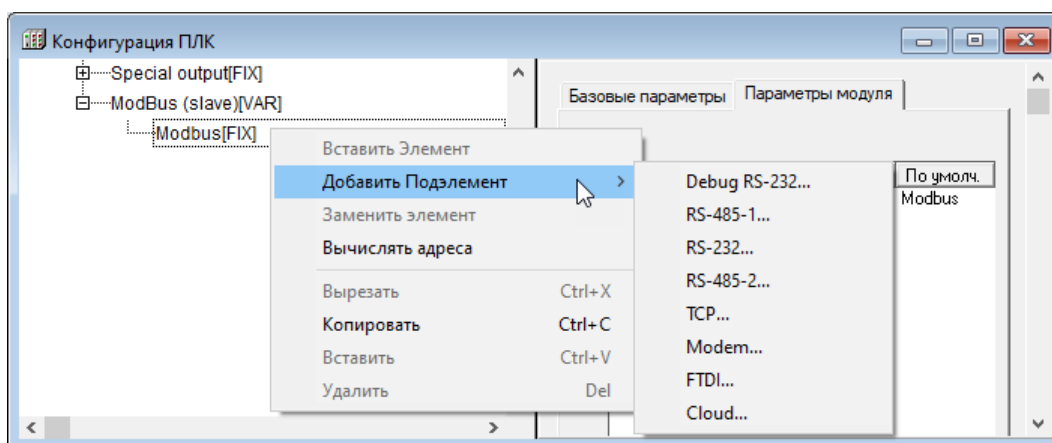 Конфигурация ПЛК
Special output[FIX]
ModBus (slave)[VAR]
Modbus[FIX]
Базовые параметры
Параметры модуля
По умолч.
Modbus
Вставить Элемент
Добавить Подэлемент
Заменить элемент
Вычислять адреса
Вырезать Ctrl+X
Копировать Ctrl+C
Вставить Ctrl+V
Удалить Del
Debug RS-232...
RS-485-1...
RS-232...
RS-485-2...
TCP...
Modem...
FTDI...
Cloud...